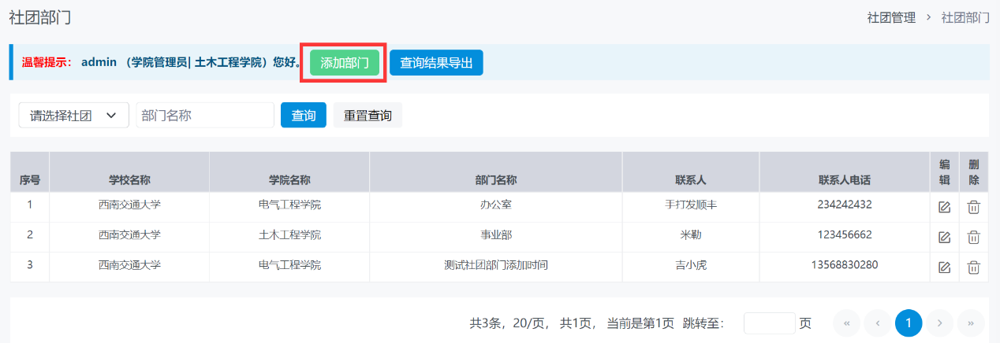 社团部门
社团管理 > 社团部门
温馨提示： admin （学院管理员| 土木工程学院）您好。 添加部门 查询结果导出
请选择社团 部门名称 查询 重置查询
序号 学校名称 学院名称 部门名称 联系人 联系人电话 编辑 删除
1 西南交通大学 电气工程学院 办公室 手打发顺丰 234242432
2 西南交通大学 土木工程学院 事业部 米勒 123456662
3 西南交通大学 电气工程学院 测试社团部门添加时间 吉小虎 13568830280
共3条，20/页， 共1页， 当前是第1页 跳转至： 页 « ‹ 1 › »